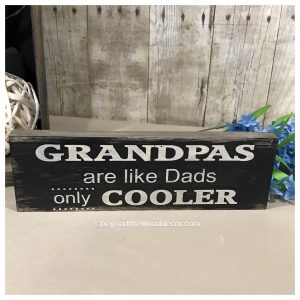 GRANDPAS
are like Dads
only COOLER